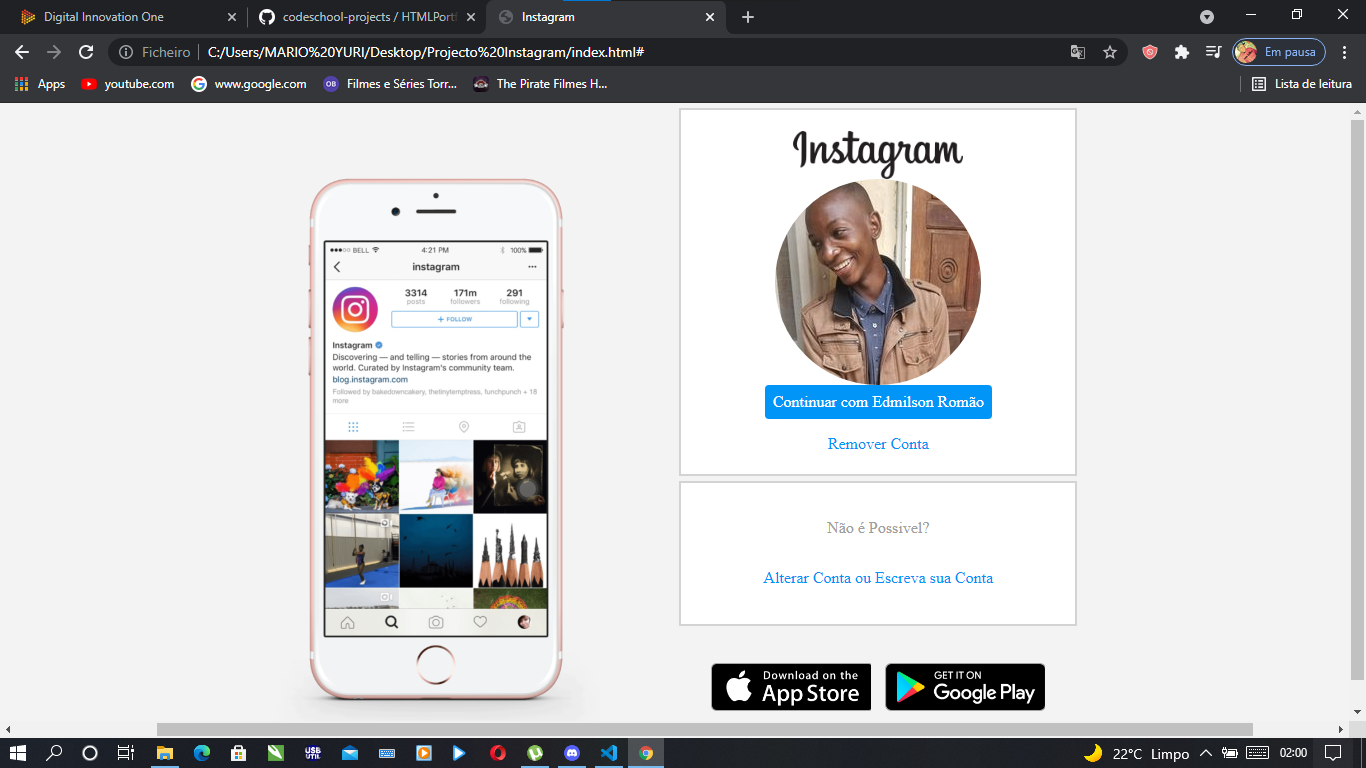 Digital Innovation One
codeschool-projects / HTMLPortf
Instagram
Ficheiro
C:/Users/MARIO%20YURI/Desktop/Projecto%20Instagram/index.html#
Em pausa
Apps
youtube.com
www.google.com
OB
Filmes e Séries Torr...
The Pirate Filmes H...
Lista de leitura
BELL
4:21 PM
100%
instagram
3314
171m
291
posts
followers
following
+ FOLLOW
Instagram
Discovering — and telling — stories from around the
world. Curated by Instagram's community team.
blog.instagram.com
Followed by bakedowncakery, thetinytemptress, funchpunch + 18
more
Instagram
Continuar com Edmilson Romão
Remover Conta
Não é Possivel?
Alterar Conta ou Escreva sua Conta
Download on the
App Store
GET IT ON
Google Play
USB
UTIL
22°C Limpo
02:00